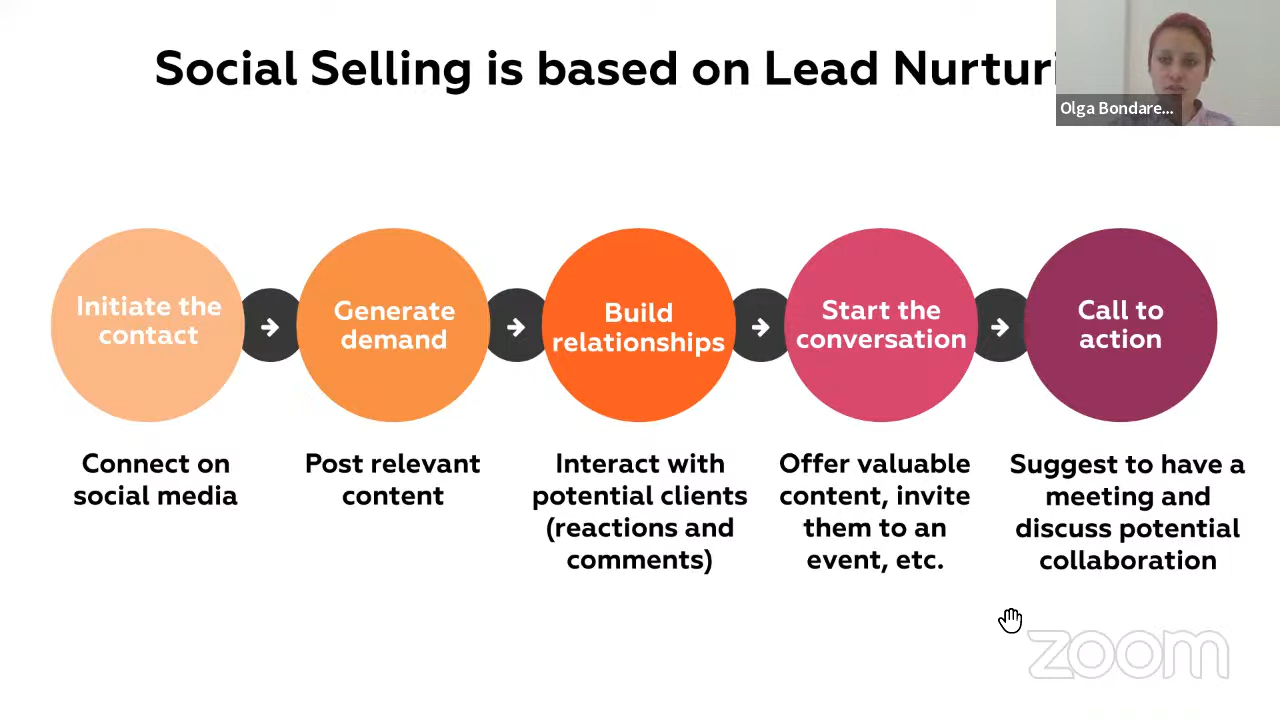 Social Selling is based on Lead Nurturi
Olga Bondare...
Initiate the
contact
Generate
demand
Build
relationships
Start the
conversation
Call to
action
Connect on
social media
Post relevant
content
Interact with
potential clients
(reactions and
comments)
Offer valuable
content, invite
them to an
event, etc.
Suggest to have a
meeting and
discuss potential
collaboration
zoom